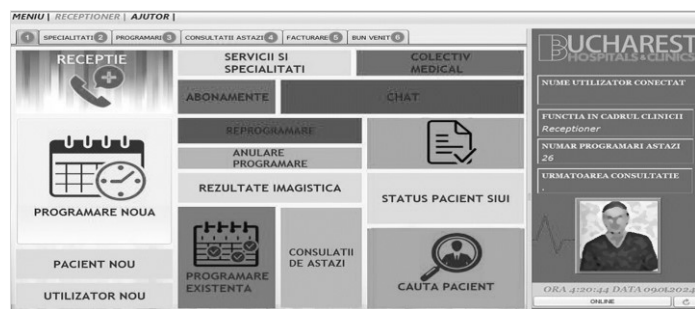 MENIU | RECEPTIONER | AJUTOR |
1 SPECIALITATI 2 PROGRAMARI 3 CONSULTATII ASTAZI 4 FACTURARE 5 BUN VENIT 6
RECEPTIE
SERVICII SI
SPECIALITATI
COLECTIV
MEDICAL
ABONAMENTE
CHAT
REPROGRAMARE
ANULARE
PROGRAMARE
REZULTATE IMAGISTICA
STATUS PACIENT SIUI
PROGRAMARE NOUA
PACIENT NOU
UTILIZATOR NOU
PROGRAMARE
EXISTENTA
CONSULATII
DE ASTAZI
CAUTA PACIENT
BUCHAREST
HOSPITALS & CLINICS
NUME UTILIZATOR CONECTAT
FUNCTIA IN CADRUL CLINICII
Receptioner
NUMAR PROGRAMARI ASTAZI
26
URMATOAREA CONSULTATIE
.
ORA 4:20:44 DATA 09012024
ONLINE